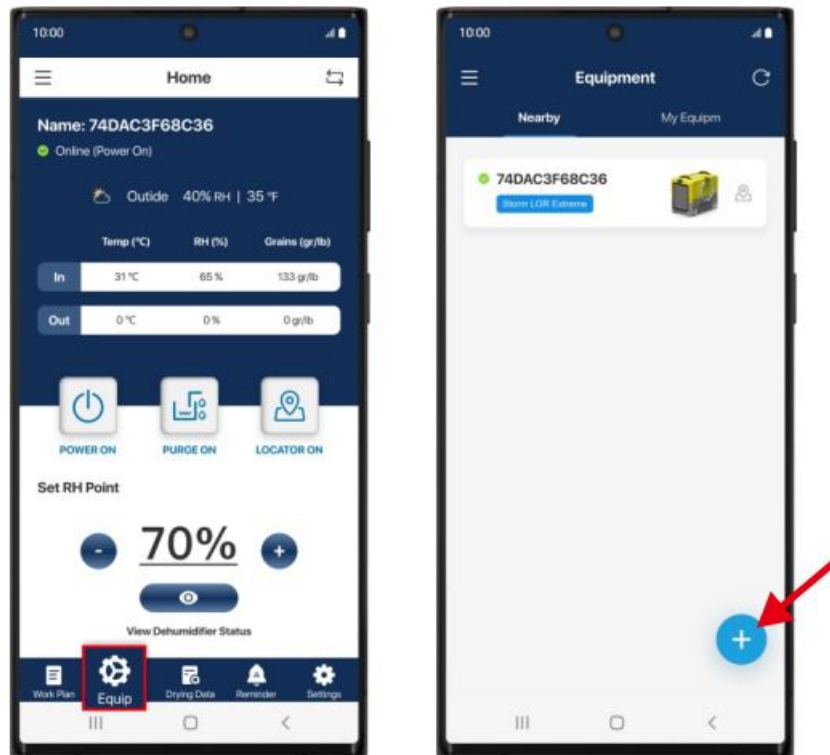 10:00
Home
Name: 74DAC3F68C36
Online (Power On)
Outide 40% RH | 35 °F
Temp (°C) RH (%) Grains (gr/lb)
In 31 °C 65 % 133 gr/lb
Out 0 °C 0 % 0 gr/lb
POWER ON PURGE ON LOCATOR ON
Set RH Point
- 70% +
View Dehumidifier Status
Work Plan Equip Drying Data Reminder Settings
10:00
Equipment
Nearby My Equipm
74DAC3F68C36
Storm LGR Extreme
+